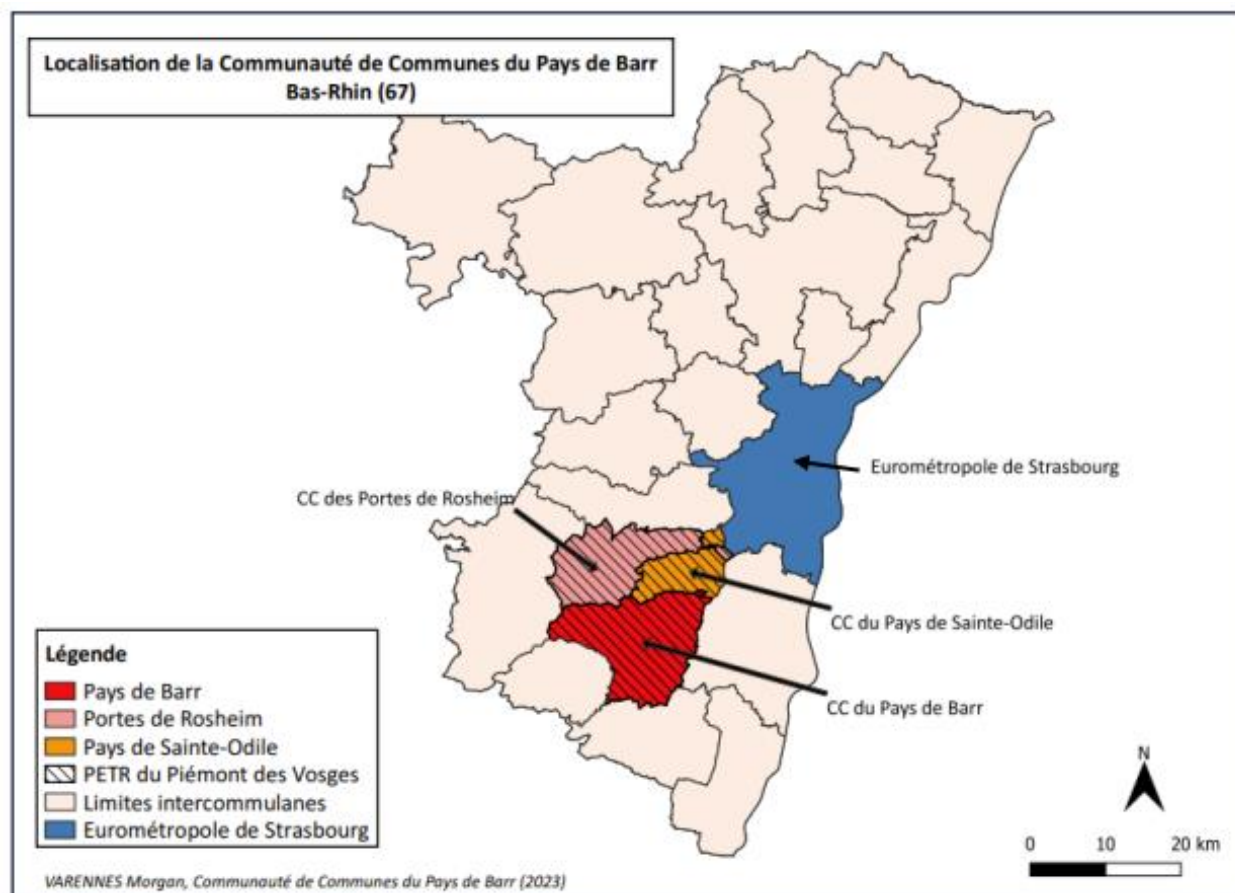 Localisation de la Communauté de Communes du Pays de Barr
Bas-Rhin (67)
Eurométropole de Strasbourg
CC des Portes de Rosheim
CC du Pays de Sainte-Odile
CC du Pays de Barr
Légende
Pays de Barr
Portes de Rosheim
Pays de Sainte-Odile
PETR du Piémont des Vosges
Limites intercommulanes
Eurométropole de Strasbourg
N
0 10 20 km
VARENNES Morgan, Communauté de Communes du Pays de Barr (2023)